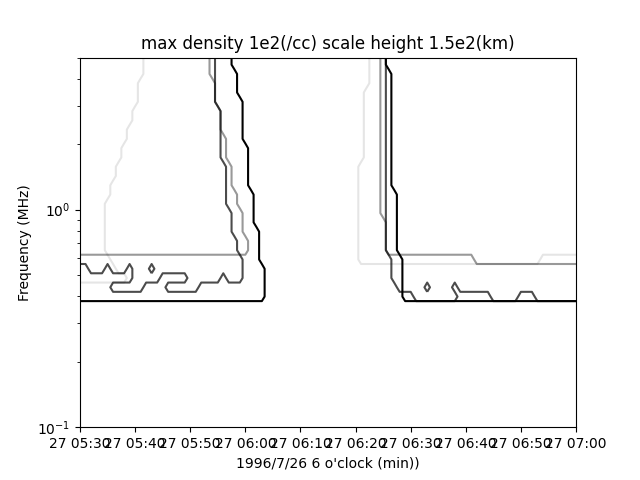 max density 1e2(/cc) scale height 1.5e2(km)
Frequency (MHz)
10⁰
10⁻¹
27 05:30 27 05:40 27 05:50 27 06:00 27 06:10 27 06:20 27 06:30 27 06:40 27 06:50 27 07:00
1996/7/26 6 o'clock (min))